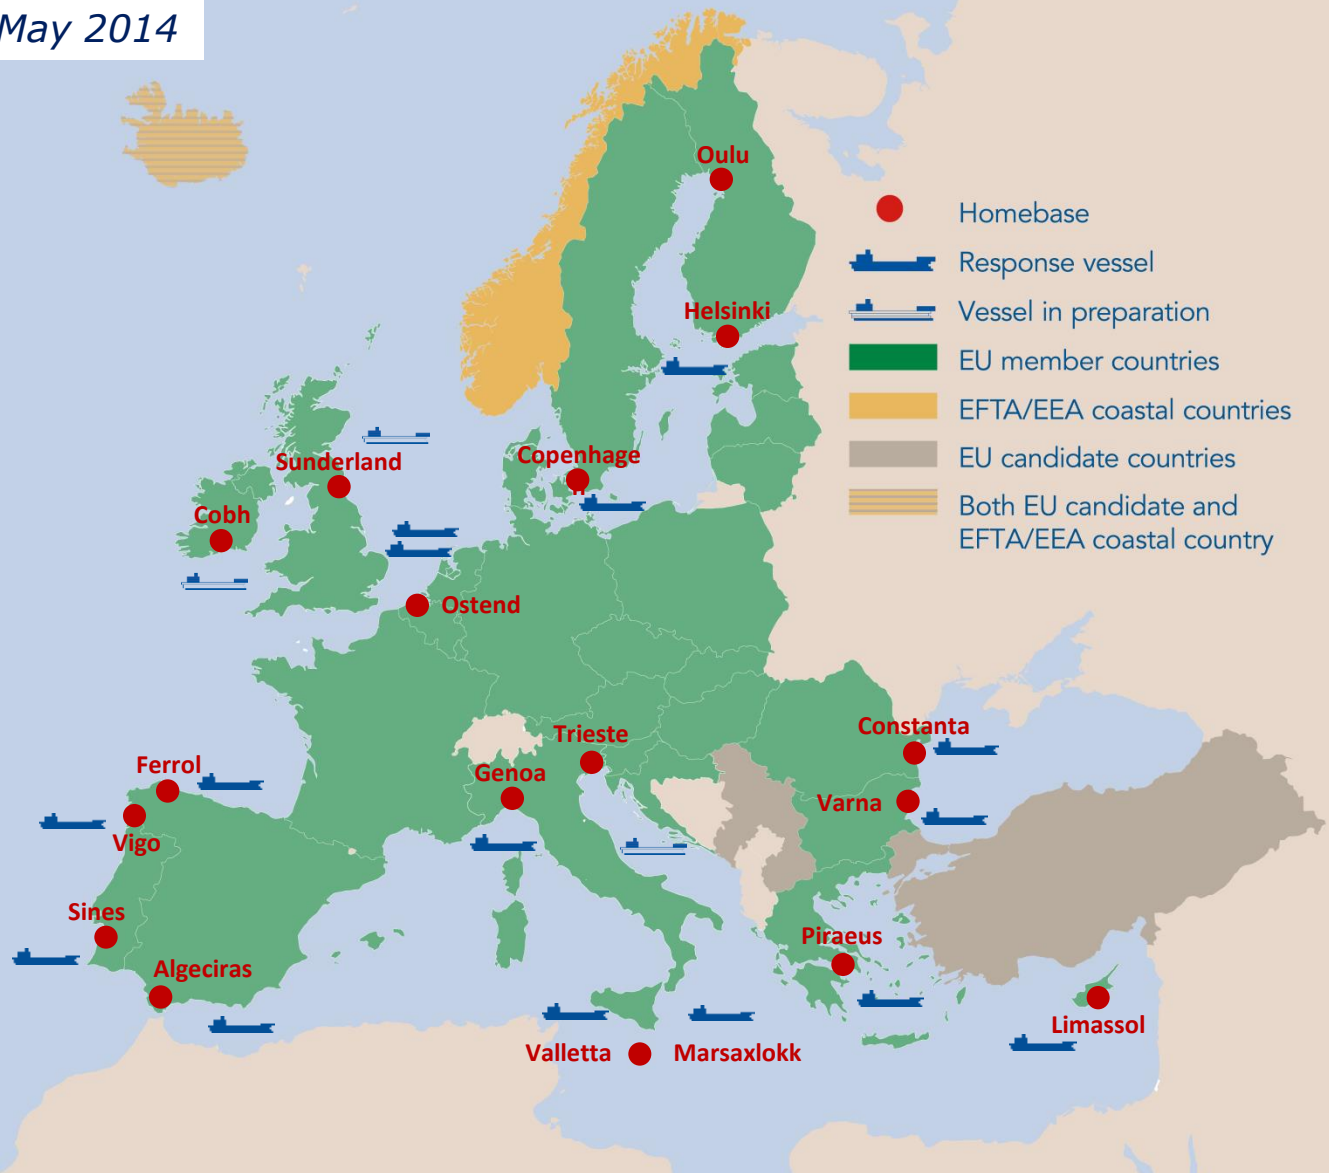 May 2014
Oulu
Homebase
Response vessel
Helsinki
Vessel in preparation
EU member countries
EFTA/EEA coastal countries
Sunderland
Copenhage
n
EU candidate countries
Both EU candidate and
EFTA/EEA coastal country
Cobh
Ostend
Constanta
Trieste
Ferrol
Genoa
Varna
Vigo
Sines
Piraeus
Algeciras
Limassol
Valletta
Marsaxlokk